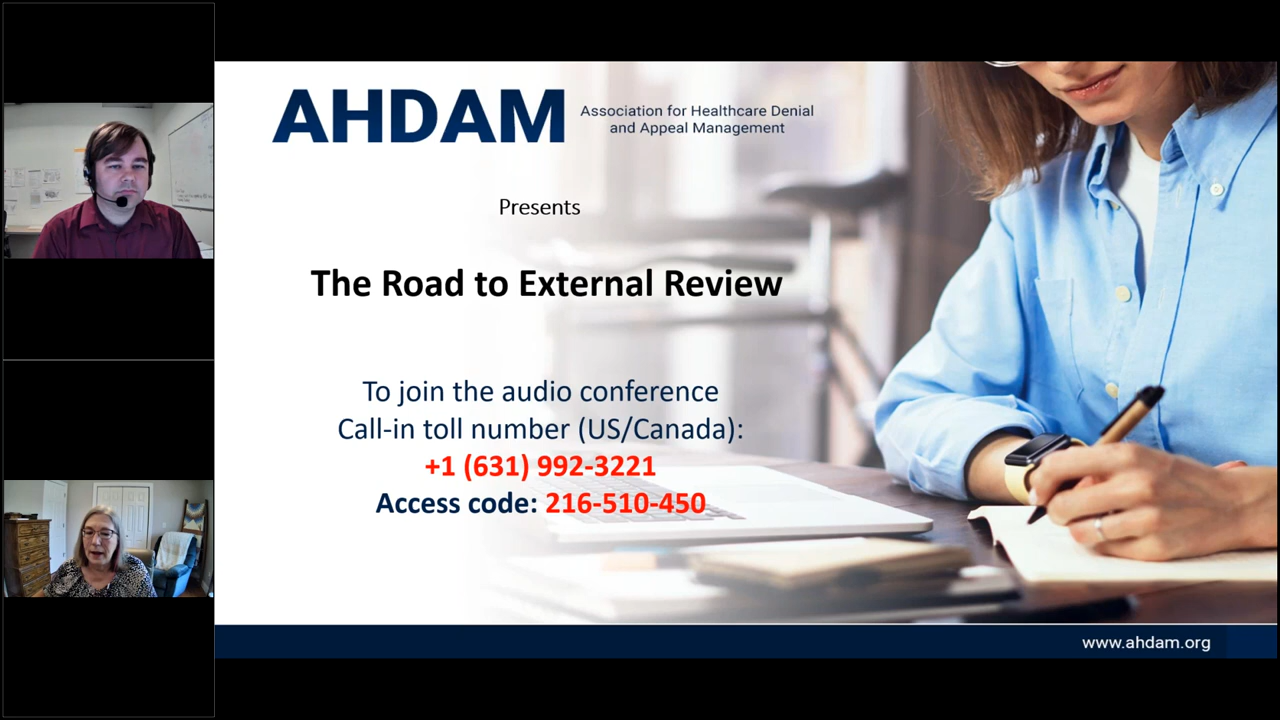 AHDAM
Association for Healthcare Denial
and Appeal Management
Presents
The Road to External Review
To join the audio conference
Call-in toll number (US/Canada):
+1 (631) 992-3221
Access code: 216-510-450
www.ahdam.org